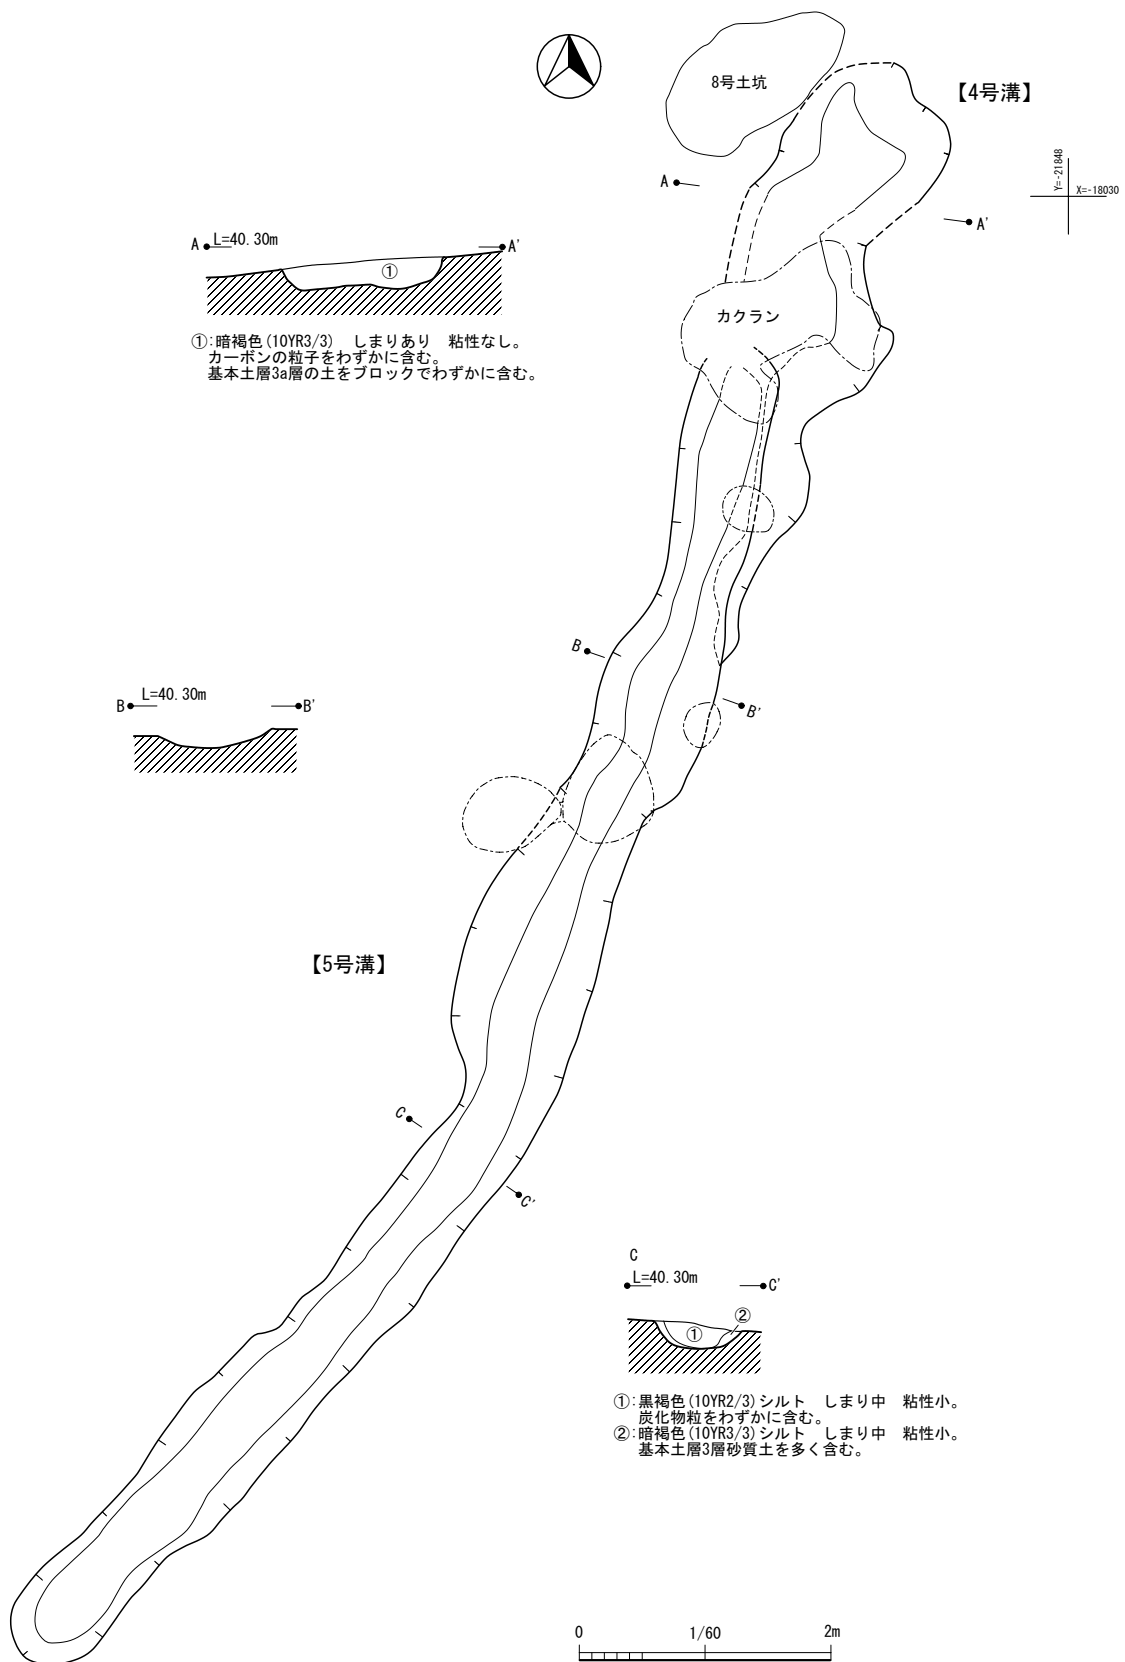 8号土坑
【4号溝】
A
A'
Y=-21848
X=-18030
A L=40.30m A'
①
①:暗褐色(10YR3/3) しまりあり 粘性なし。
カーボンの粒子をわずかに含む。
基本土層3a層の土をブロックでわずかに含む。
カクラン
B
B'
B L=40.30m B'
【5号溝】
C
C'
C
L=40.30m C'
②
①
①:黒褐色(10YR2/3)シルト しまり中 粘性小。
炭化物粒をわずかに含む。
②:暗褐色(10YR3/3)シルト しまり中 粘性小。
基本土層3層砂質土を多く含む。
0 1/60 2m